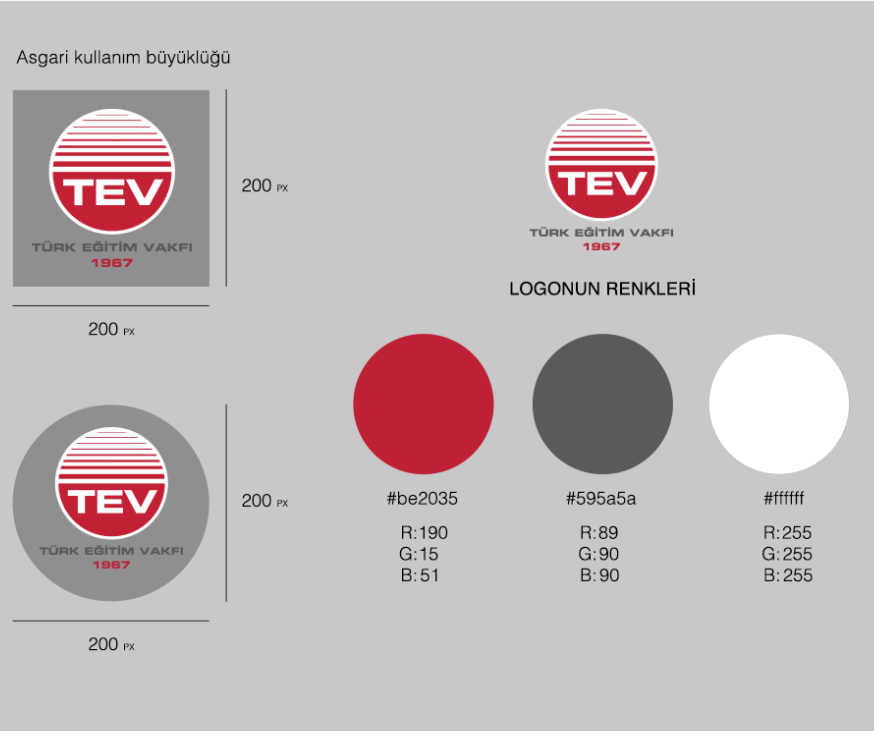 Asgari kullanım büyüklüğü
TEV
TÜRK EĞİTİM VAKFI
1967
200 PX
200 PX
TEV
TÜRK EĞİTİM VAKFI
1967
200 PX
200 PX
TEV
TÜRK EĞİTİM VAKFI
1967
LOGONUN RENKLERİ
#be2035
R:190
G:15
B:51
#595a5a
R:89
G:90
B:90
#ffffff
R:255
G:255
B:255